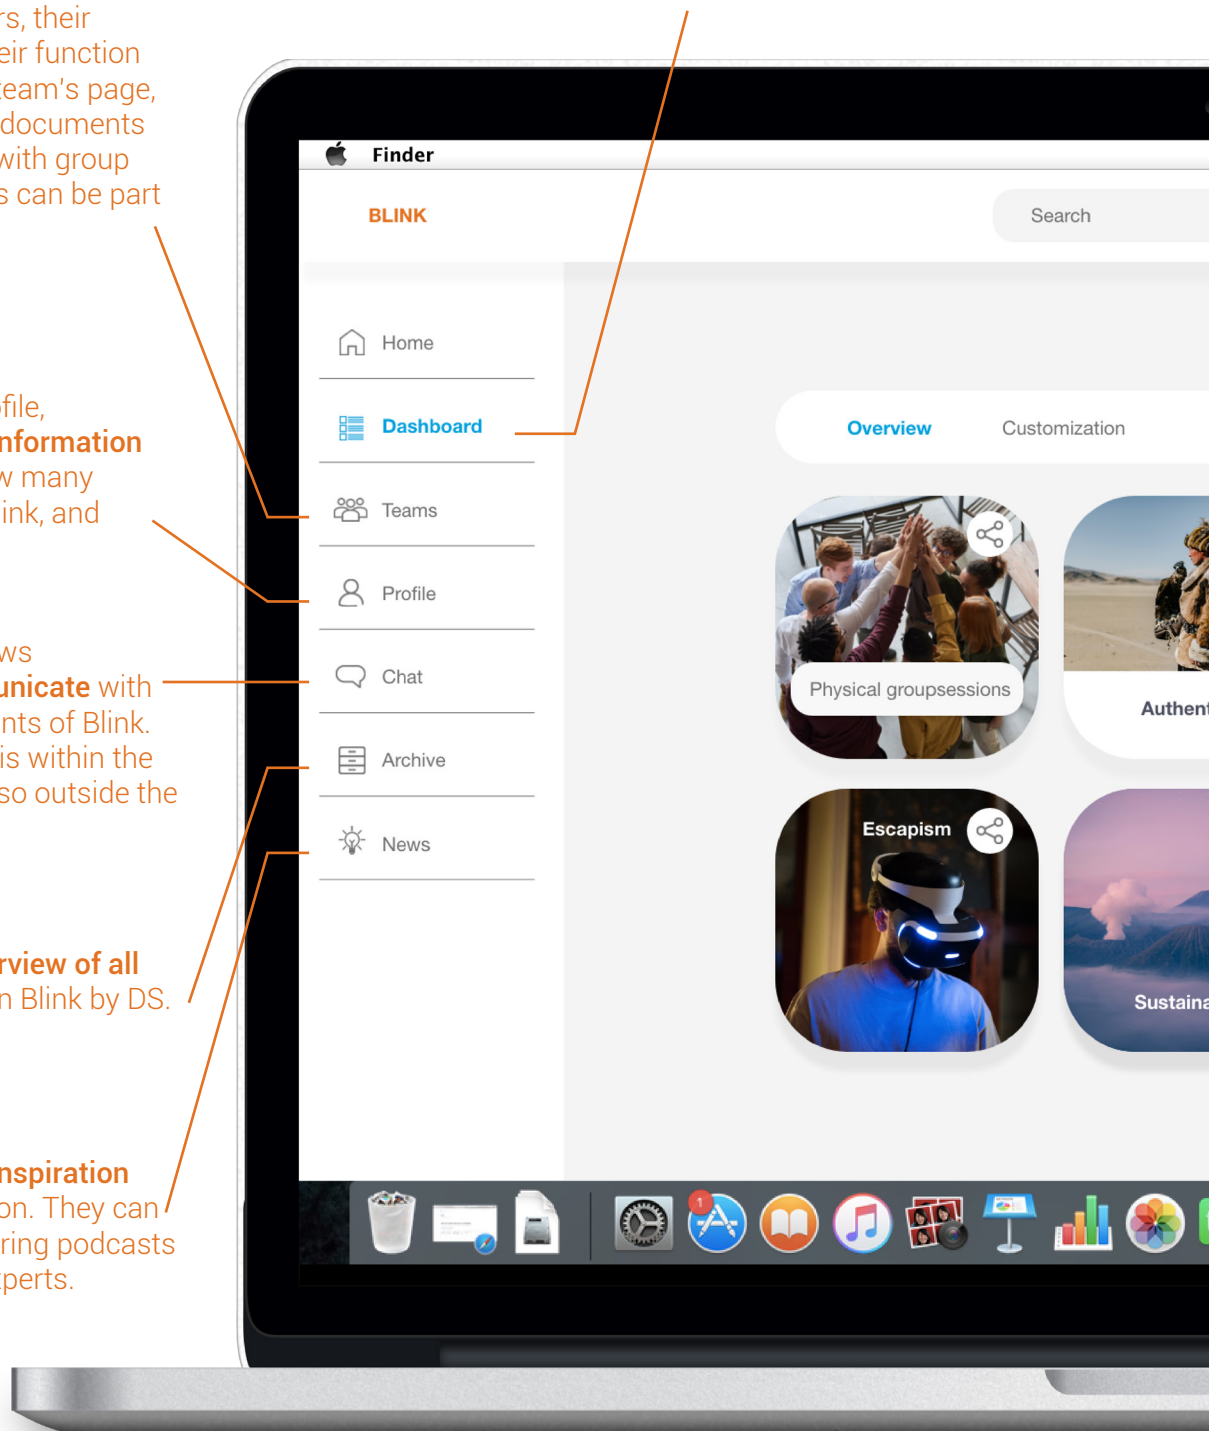 rs, their
eir function
team's page,
documents
with group
s can be part
ofile,
nformation
w many
ink, and
ws
unicate with
nts of Blink.
is within the
so outside the
rview of all
n Blink by DS.
nspiration
on. They can
ring podcasts
xperts.
Finder
BLINK
Search
Home
Dashboard
Teams
Profile
Chat
Archive
News
Overview Customization
Physical groupsessions
Authent
Escapism
Sustaina
1